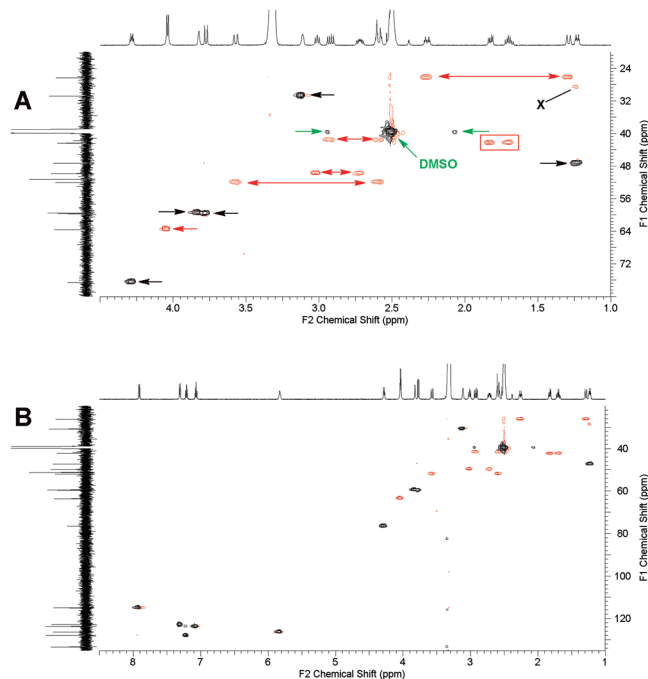 A
24
32
40
48
56
64
72
F1 Chemical Shift (ppm)
X
DMSO
4.0 3.5 3.0 2.5 2.0 1.5 1.0
F2 Chemical Shift (ppm)
B
40
60
80
100
120
F1 Chemical Shift (ppm)
8 7 6 5 4 3 2 1
F2 Chemical Shift (ppm)